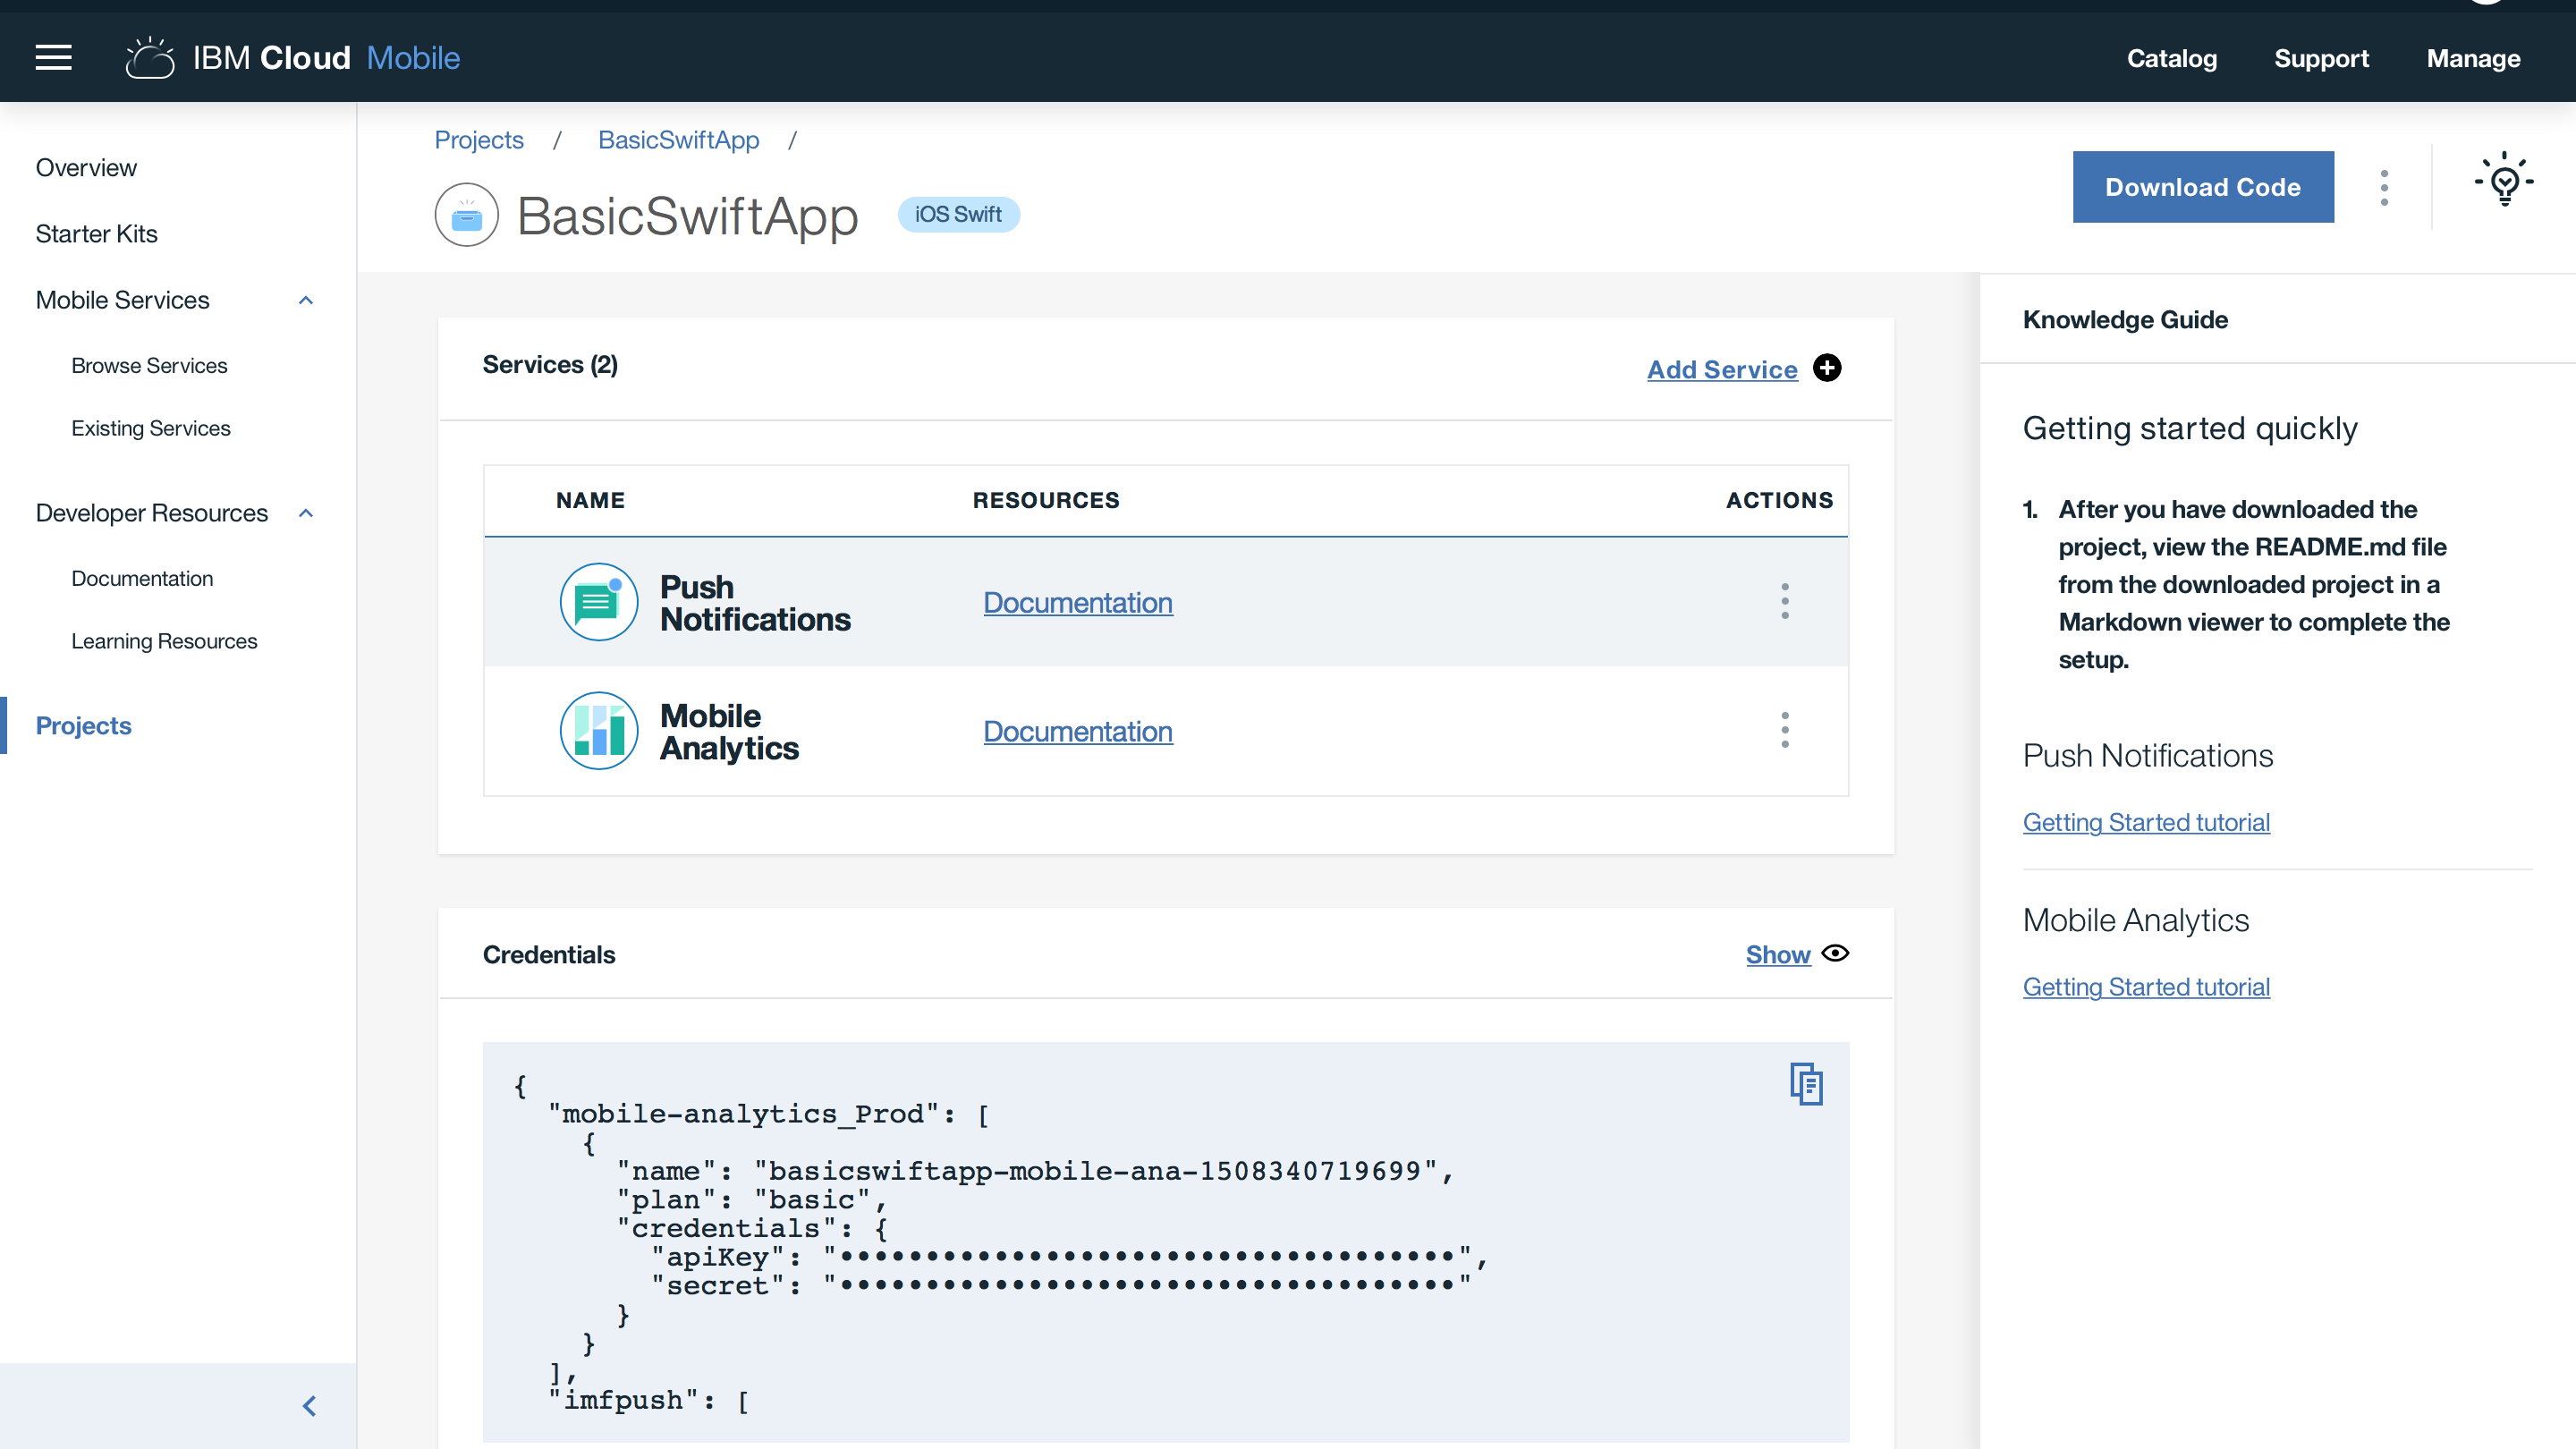 IBM Cloud Mobile
Catalog
Support
Manage
Overview
Starter Kits
Mobile Services
Browse Services
Existing Services
Developer Resources
Documentation
Learning Resources
Projects
Projects / BasicSwiftApp /
BasicSwiftApp
iOS Swift
Download Code
Services (2)
Add Service
NAME RESOURCES ACTIONS
Push
Notifications
Documentation
Mobile
Analytics
Documentation
Credentials
Show
{
"mobile-analytics_Prod": [
{
"name": "basicswiftapp-mobile-ana-1508340719699",
"plan": "basic",
"credentials": {
"apiKey": "••••••••••••••••••••••••••••••••••••",
"secret": "••••••••••••••••••••••••••••••••••••"
}
}
],
"imfpush": [
Knowledge Guide
Getting started quickly
1. After you have downloaded the
project, view the README.md file
from the downloaded project in a
Markdown viewer to complete the
setup.
Push Notifications
Getting Started tutorial
Mobile Analytics
Getting Started tutorial